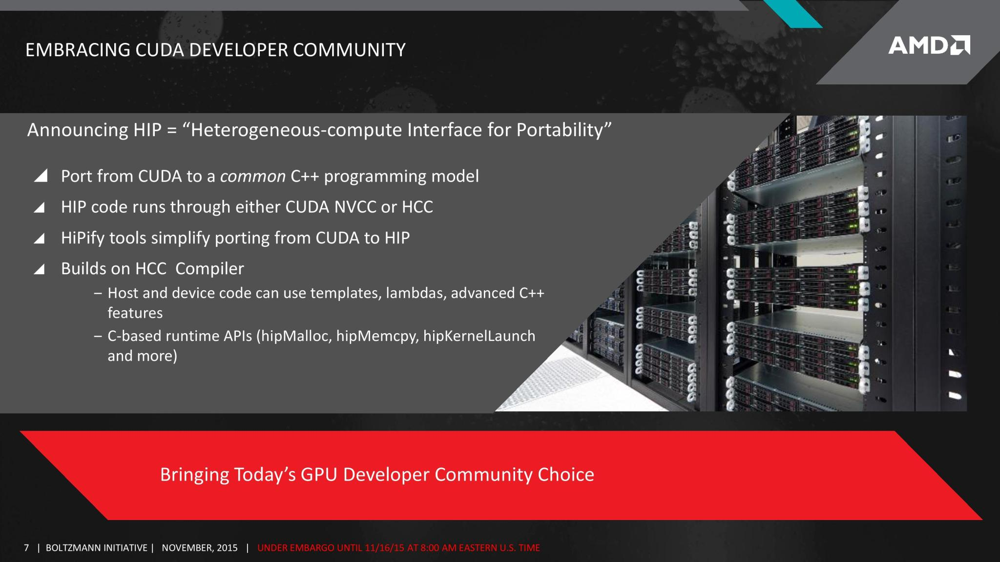 EMBRACING CUDA DEVELOPER COMMUNITY
AMD
Announcing HIP = “Heterogeneous-compute Interface for Portability”
Port from CUDA to a common C++ programming model
HIP code runs through either CUDA NVCC or HCC
HiPify tools simplify porting from CUDA to HIP
Builds on HCC  Compiler
– Host and device code can use templates, lambdas, advanced C++
features
– C-based runtime APIs (hipMalloc, hipMemcpy, hipKernelLaunch
and more)
Bringing Today’s GPU Developer Community Choice
7 | BOLTZMANN INITIATIVE | NOVEMBER, 2015 | UNDER EMBARGO UNTIL 11/16/15 AT 8:00 AM EASTERN U.S. TIME